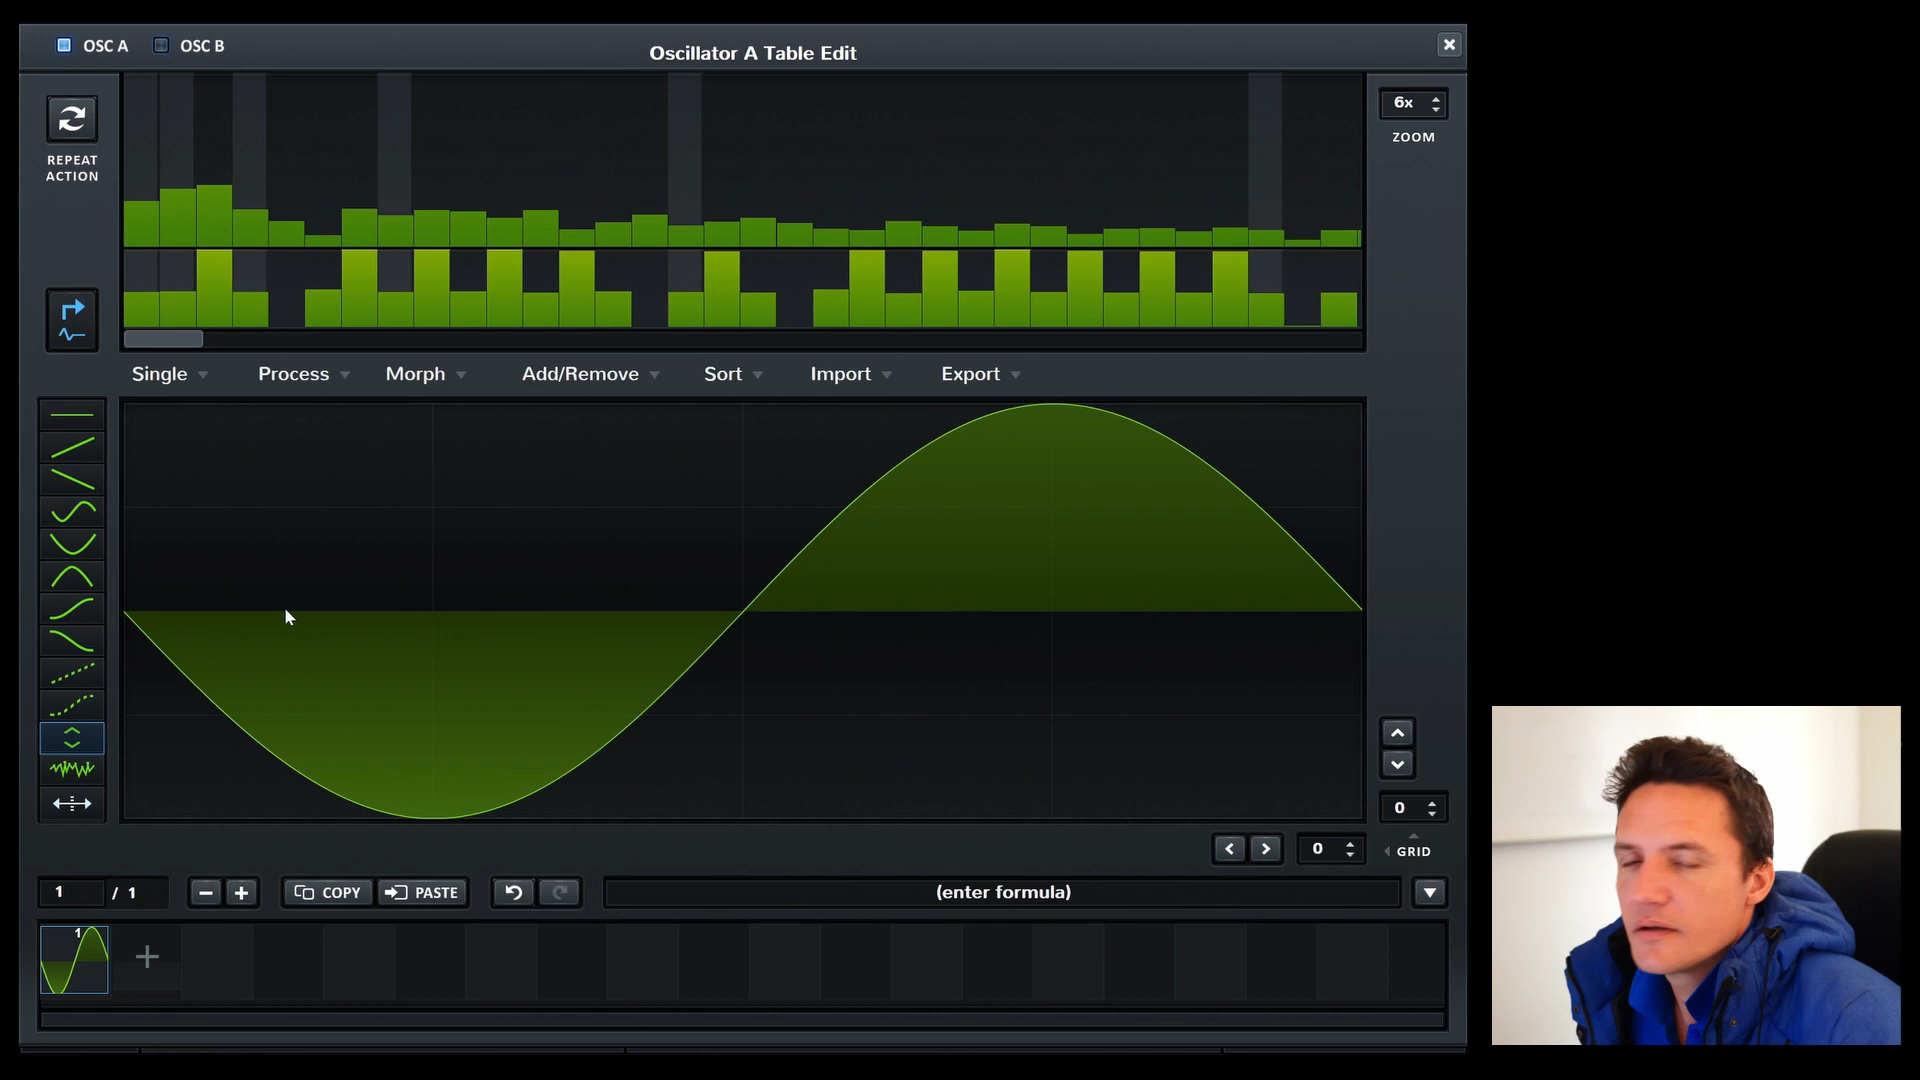 OSC A
OSC B
Oscillator A Table Edit
REPEAT
ACTION
6x
ZOOM
Single
Process
Morph
Add/Remove
Sort
Import
Export
0
0
GRID
1
/ 1
COPY
PASTE
(enter formula)
1